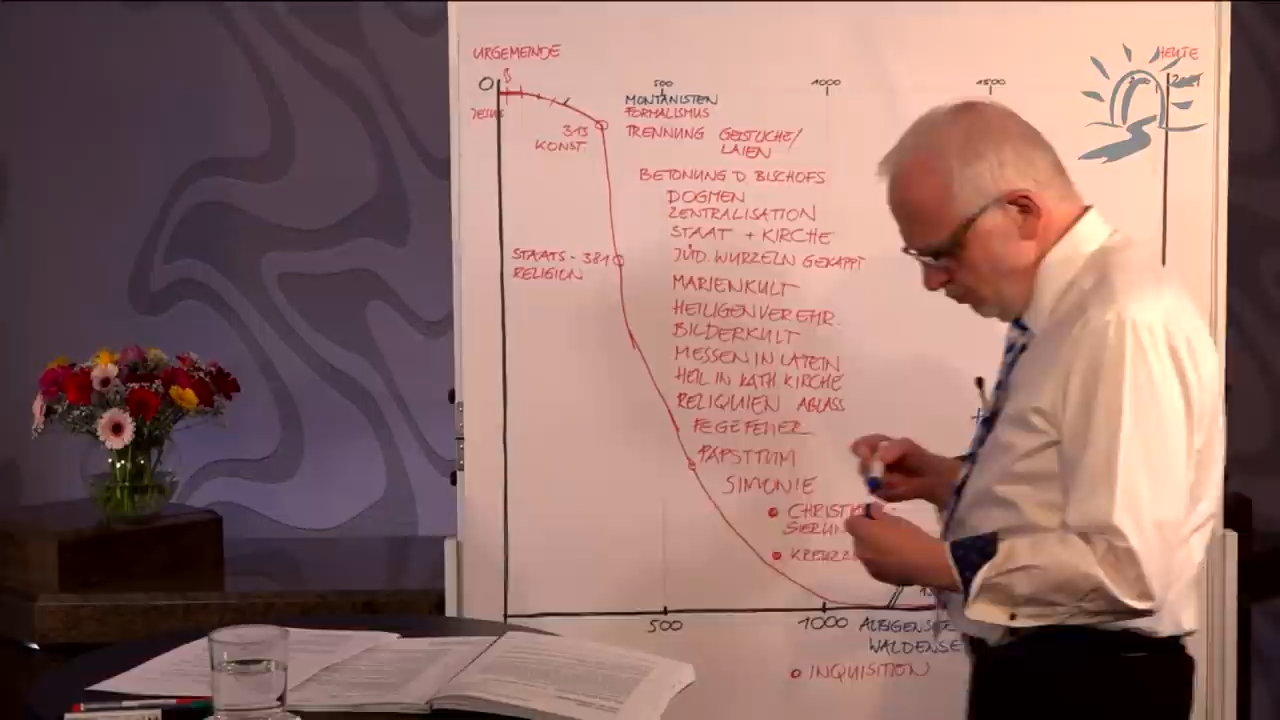 URGEMEINDE
HEUTE
0
500
1000
1500
JESUS
MONTANISTEN
FORMALISMUS
313
KONST.
TRENNUNG GEISTLICHE/
LAIEN
BETONUNG D. BISCHOFS
DOGMEN
ZENTRALISATION
STAAT + KIRCHE
STAATS- 381
RELIGION
JÜD. WURZELN GEKAPPT
MARIENKULT
HEILIGENVEREHR.
BILDERKULT
MESSEN IN LATEIN
HEIL IN KATH KIRCHE
RELIQUIEN ABLASS
FEGEFEUER
PAPSTTUM
SIMONIE
500
1000
INQUISITION